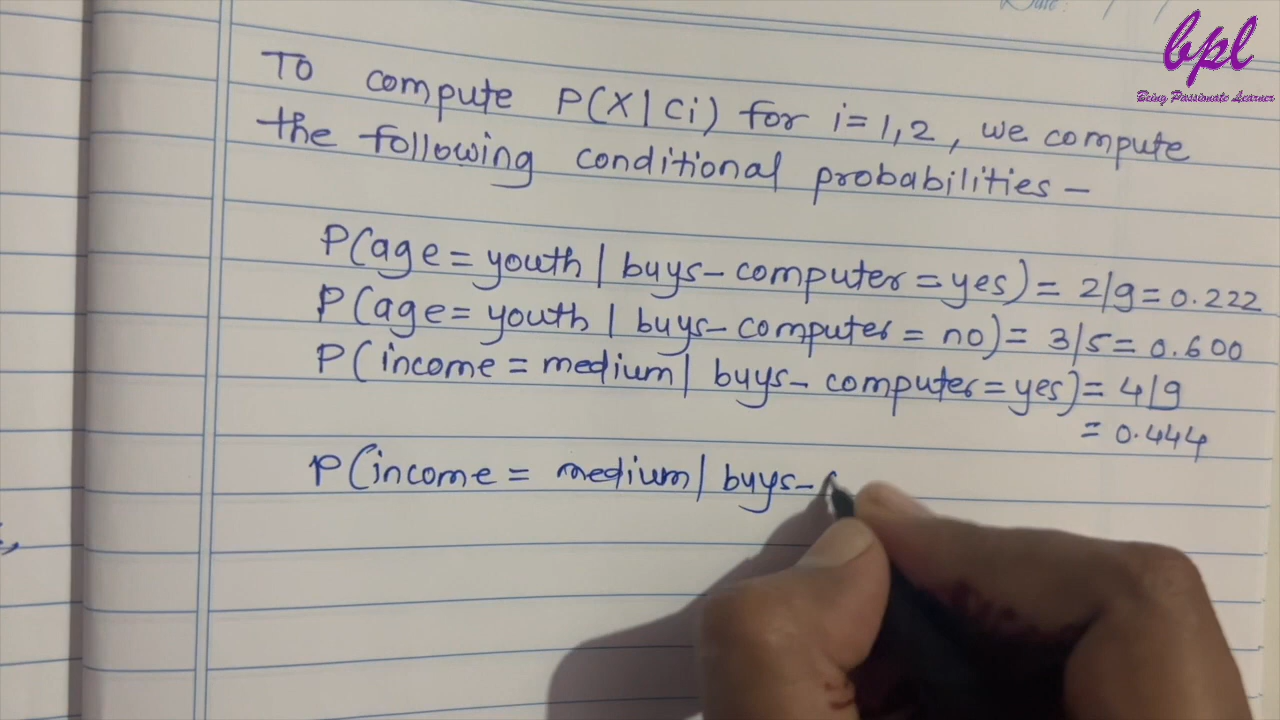 Date: / /
bpl
Being Passionate Learner
To compute P(X|Ci) for i=1,2, we compute
the following conditional probabilities –
P(age = youth | buys-computer = yes) = 2/9 = 0.222
P(age = youth | buys-computer = no) = 3/5 = 0.600
P(income = medium | buys-computer = yes) = 4/9
= 0.444
P(income = medium | buys-